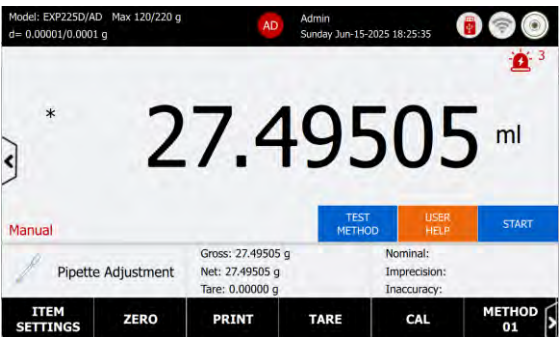 Model: EXP225D/AD Max 120/220 g
d= 0.00001/0.0001 g
AD
Admin
Sunday Jun-15-2025 18:25:35
3
* 27.49505 ml
Manual
TEST METHOD
USER HELP
START
Pipette Adjustment
Gross: 27.49505 g
Net: 27.49505 g
Tare: 0.00000 g
Nominal:
Imprecision:
Inaccuracy:
ITEM SETTINGS
ZERO
PRINT
TARE
CAL
METHOD 01